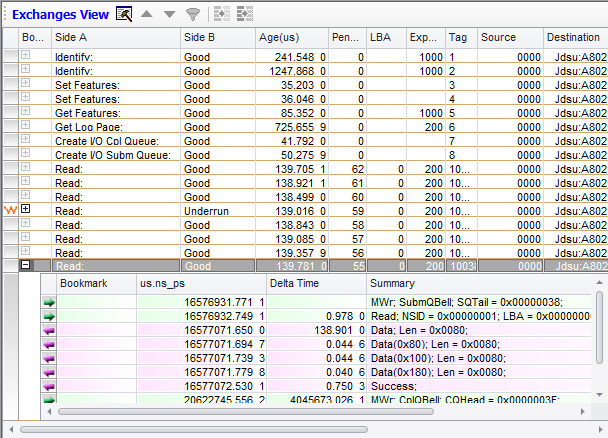 Exchanges View
Bo... Side A Side B Age(us) Pen... LBA Exp... Tag Source Destination
Identify: Good 241.548 0 0 1000 1 0000 Jdsu:A802
Identify: Good 1247.868 0 0 1000 2 0000 Jdsu:A802
Set Features: Good 35.203 0 0 3 0000 Jdsu:A802
Set Features: Good 36.046 0 0 4 0000 Jdsu:A802
Get Features: Good 85.352 0 0 1000 5 0000 Jdsu:A802
Get Log Page: Good 725.655 9 0 200 6 0000 Jdsu:A802
Create I/O Cpl Queue: Good 41.792 0 0 7 0000 Jdsu:A802
Create I/O Subm Queue: Good 50.275 9 0 8 0000 Jdsu:A802
Read: Good 139.705 1 62 0 200 10... 0000 Jdsu:A802
Read: Good 138.921 1 61 0 200 10... 0000 Jdsu:A802
Read: Good 138.499 0 60 0 200 10... 0000 Jdsu:A802
Read: Underrun 139.016 0 59 0 200 10... 0000 Jdsu:A802
Read: Good 138.843 0 58 0 200 10... 0000 Jdsu:A802
Read: Good 139.085 0 57 0 200 10... 0000 Jdsu:A802
Read: Good 139.357 9 56 0 200 10... 0000 Jdsu:A802
Read; Good 139.781 0 55 0 200 0000 Jdsu:A802
Bookmark us.ns_ps Delta Time Summary
16576931.771 1 MWr; SubmQBell; SQTail = 0x00000038;
16576932.749 1 0.978 0 Read; NSID = 0x00000001; LBA = 0x0000000
16577071.650 0 138.901 0 Data; Len = 0x0080;
16577071.694 7 0.044 6 Data(0x80); Len = 0x0080;
16577071.739 3 0.044 6 Data(0x100); Len = 0x0080;
16577071.779 8 0.040 6 Data(0x180); Len = 0x0080;
16577072.530 1 0.750 3 Success;
20622745.556 2 4045673.026 1 MWr; CplQBell; CQHead = 0x0000003F;